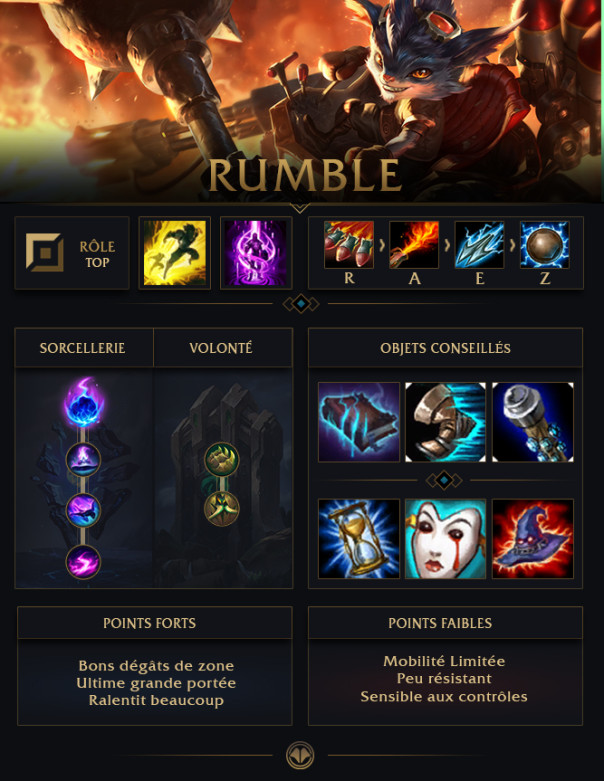 RUMBLE
RÔLE
TOP
R A E Z
SORCELLERIE
VOLONTÉ
OBJETS CONSEILLÉS
POINTS FORTS
Bons dégâts de zone
Ultime grande portée
Ralentit beaucoup
POINTS FAIBLES
Mobilité Limitée
Peu résistant
Sensible aux contrôles